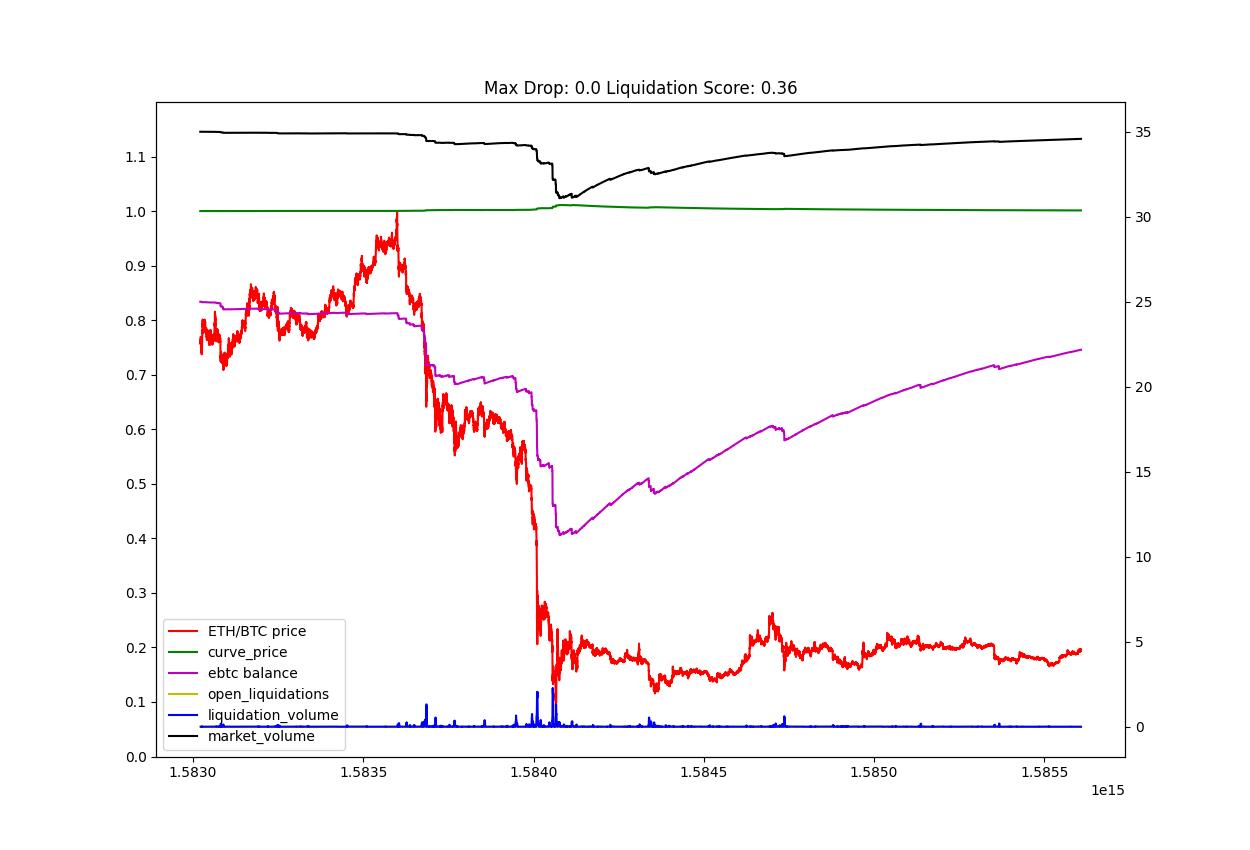 Max Drop: 0.0 Liquidation Score: 0.36
1.1
1.0
0.9
0.8
0.7
0.6
0.5
0.4
0.3
0.2
0.1
0.0
35
30
25
20
15
10
5
0
ETH/BTC price
curve_price
ebtc balance
open_liquidations
liquidation_volume
market_volume
1.5830 1.5835 1.5840 1.5845 1.5850 1.5855
1e15